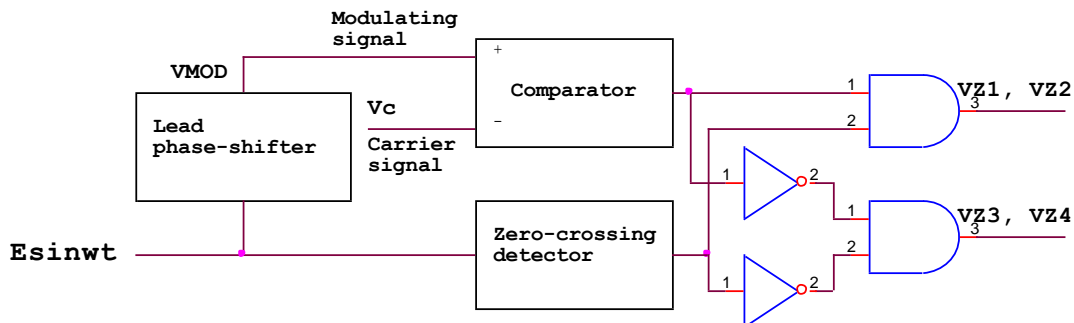 Modulating
signal
VMOD
+
Comparator
1
VZ1, VZ2
3
Vc
2
−
Lead
phase-shifter
Carrier
signal
1
2
1
VZ3, VZ4
3
Zero-crossing
detector
2
Esinwt
1
2